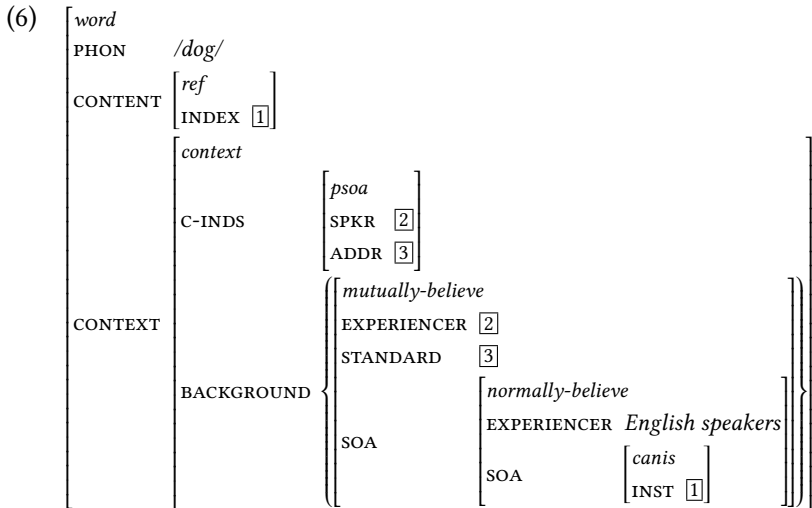 (6)
word
PHON /dog/
ref
CONTENT
INDEX 1
context
psoa
C-INDS SPKR 2
ADDR 3
mutually-believe
CONTEXT EXPERIENCER 2
STANDARD 3
normally-believe
BACKGROUND
EXPERIENCER English speakers
SOA
canis
SOA
INST 1